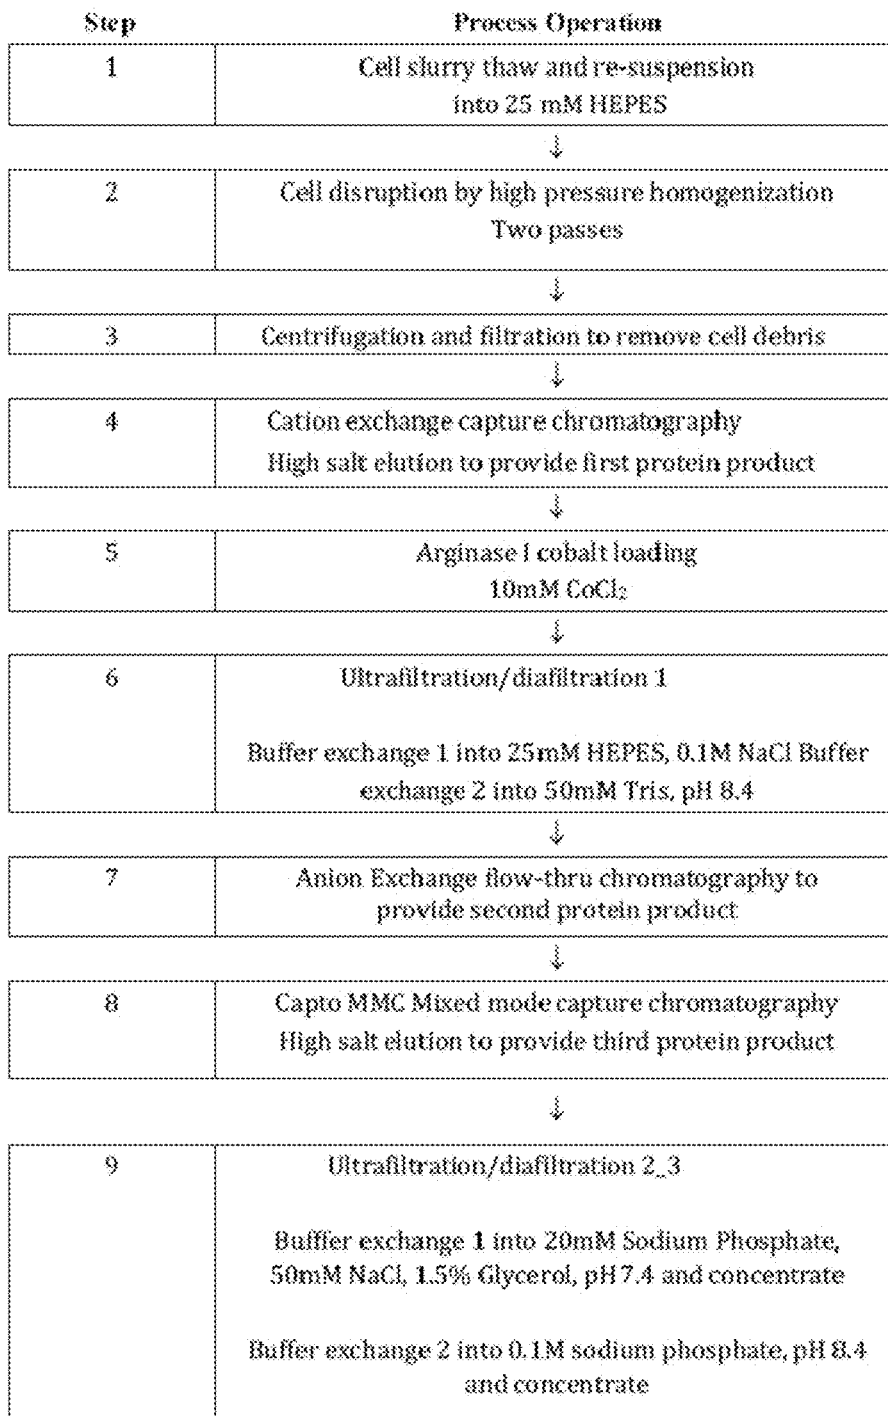 Step Process Operation
1 Cell slurry thaw and re-suspension
into 25 mM HEPES
↓
2 Cell disruption by high pressure homogenization
Two passes
↓
3 Centrifugation and filtration to remove cell debris
↓
4 Cation exchange capture chromatography
High salt elution to provide first protein product
↓
5 Arginase I cobalt loading
10mM CoCl₂
↓
6 Ultrafiltration/diafiltration 1
Buffer exchange 1 into 25mM HEPES, 0.1M NaCl Buffer
exchange 2 into 50mM Tris, pH 8.4
↓
7 Anion Exchange flow-thru chromatography to
provide second protein product
↓
8 Capto MMC Mixed mode capture chromatography
High salt elution to provide third protein product
↓
9 Ultrafiltration/diafiltration 2_3
Bufffer exchange 1 into 20mM Sodium Phosphate,
50mM NaCl, 1.5% Glycerol, pH 7.4 and concentrate
Buffer exchange 2 into 0.1M sodium phosphate, pH 8.4
and concentrate